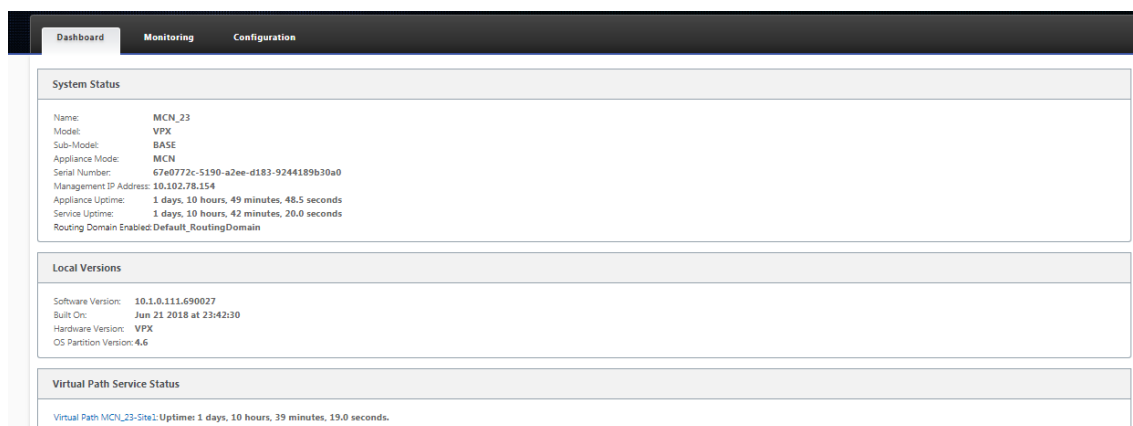 Dashboard Monitoring Configuration
System Status
Name: MCN_23
Model: VPX
Sub-Model: BASE
Appliance Mode: MCN
Serial Number: 67e0772c-5190-a2ee-d183-9244189b30a0
Management IP Address: 10.102.78.154
Appliance Uptime: 1 days, 10 hours, 49 minutes, 48.5 seconds
Service Uptime: 1 days, 10 hours, 42 minutes, 20.0 seconds
Routing Domain Enabled: Default_RoutingDomain
Local Versions
Software Version: 10.1.0.111.690027
Built On: Jun 21 2018 at 23:42:30
Hardware Version: VPX
OS Partition Version: 4.6
Virtual Path Service Status
Virtual Path MCN_23-Site1: Uptime: 1 days, 10 hours, 39 minutes, 19.0 seconds.